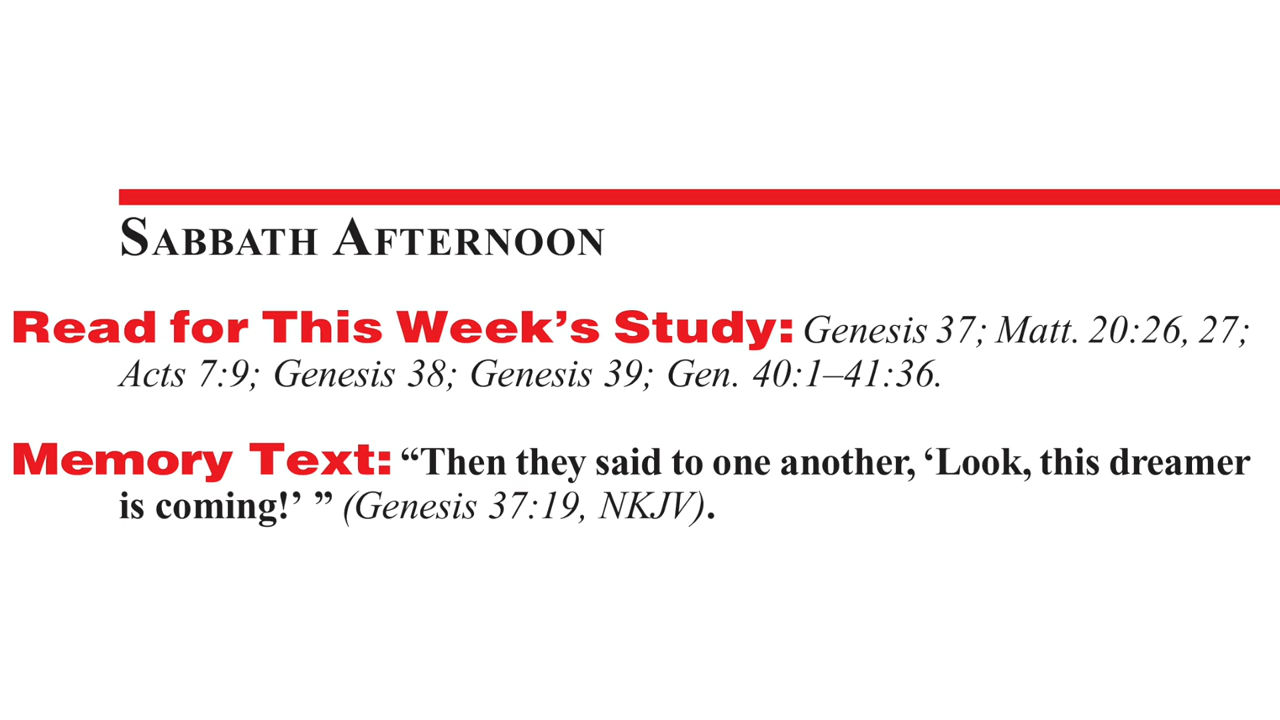 SABBATH AFTERNOON
Read for This Week’s Study: Genesis 37; Matt. 20:26, 27;
Acts 7:9; Genesis 38; Genesis 39; Gen. 40:1–41:36.
Memory Text: “Then they said to one another, ‘Look, this dreamer
is coming!’ ” (Genesis 37:19, NKJV).